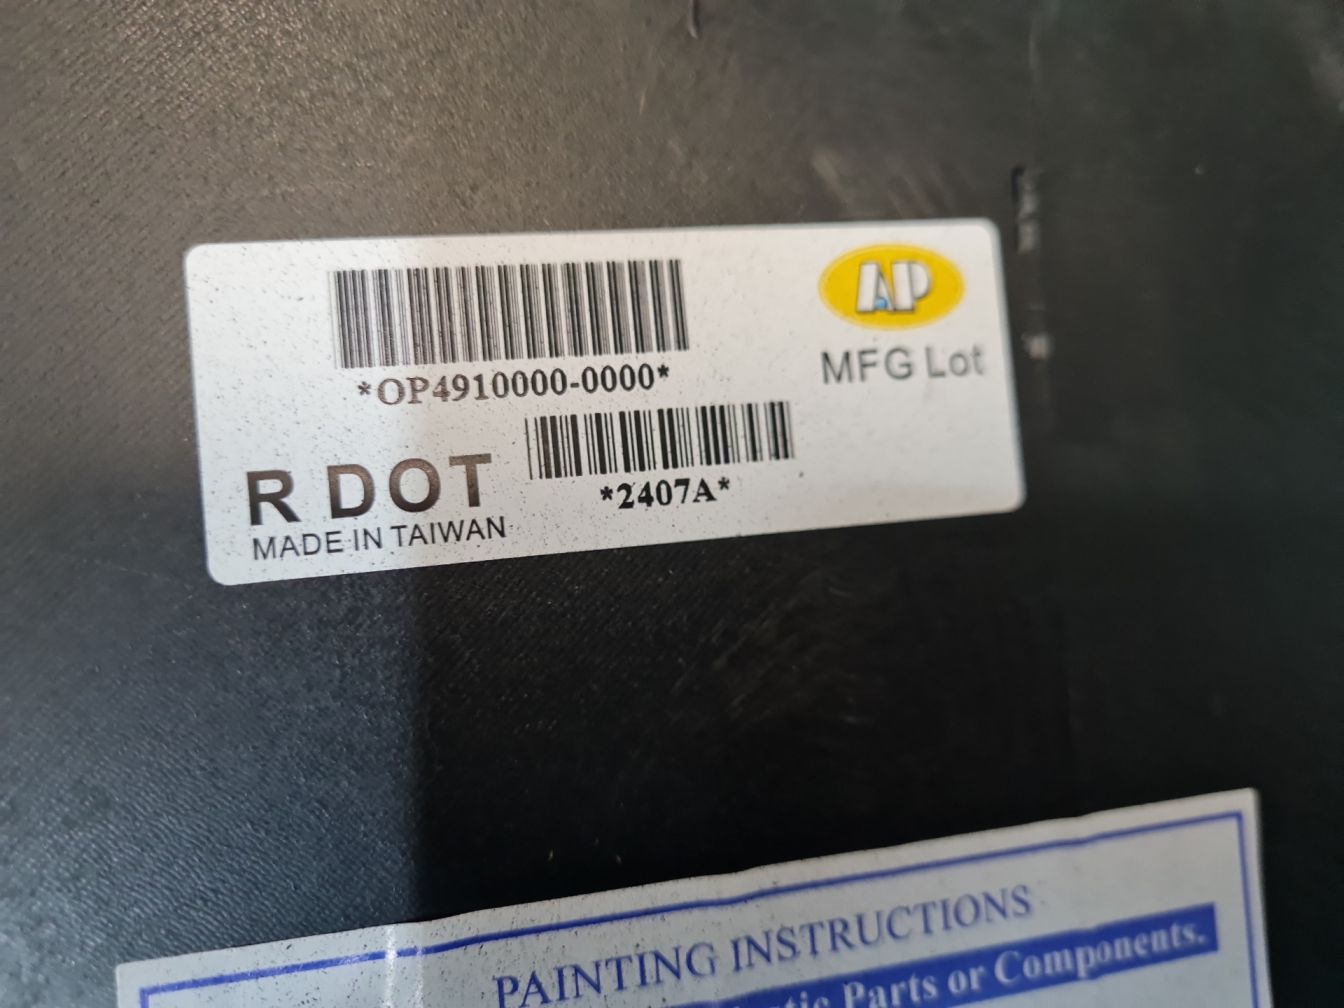 AP
*OP4910000-0000*
MFG Lot
R DOT
*2407A*
MADE IN TAIWAN
PAINTING INSTRUCTIONS
Parts or Components.